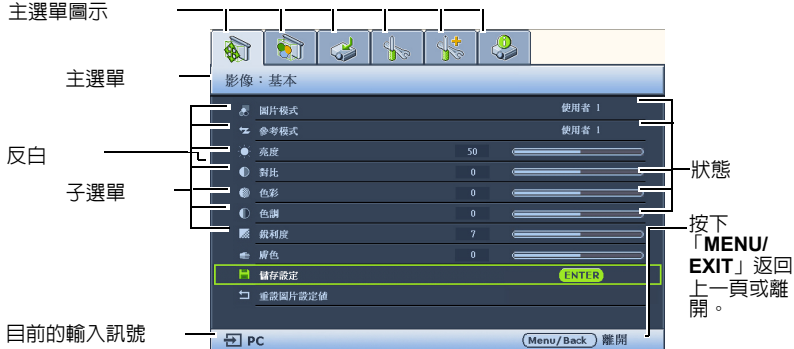 主選單圖示
主選單
影像：基本
圖片模式 使用者 1
參考模式 使用者 1
亮度 50
反白
對比 0
狀態
子選單
色彩 0
色調 0
銳利度 7
膚色 0
儲存設定 ENTER
重設圖片設定值
按下
「MENU/
EXIT」返回
上一頁或離
開。
目前的輸入訊號
PC
Menu/Back 離開